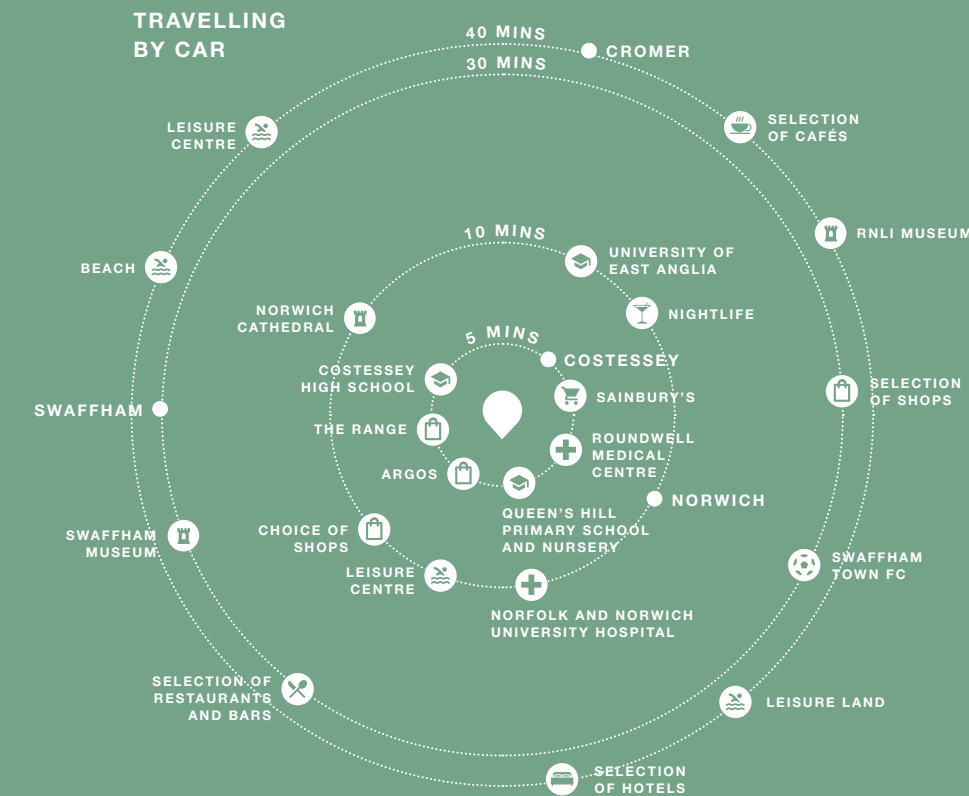 TRAVELLING
BY CAR
40 MINS
30 MINS
CROMER
LEISURE
CENTRE
SELECTION
OF CAFÉS
RNLI MUSEUM
BEACH
10 MINS
UNIVERSITY OF
EAST ANGLIA
NORWICH
CATHEDRAL
NIGHTLIFE
5 MINS
COSTESSEY
COSTESSEY
HIGH SCHOOL
SAINSBURY'S
SELECTION
OF SHOPS
SWAFFHAM
THE RANGE
ROUNDWELL
MEDICAL
CENTRE
ARGOS
NORWICH
QUEEN'S HILL
PRIMARY SCHOOL
AND NURSERY
CHOICE OF
SHOPS
SWAFFHAM
MUSEUM
LEISURE
CENTRE
SWAFFHAM
TOWN FC
NORFOLK AND NORWICH
UNIVERSITY HOSPITAL
SELECTION OF
RESTAURANTS
AND BARS
LEISURE LAND
SELECTION
OF HOTELS